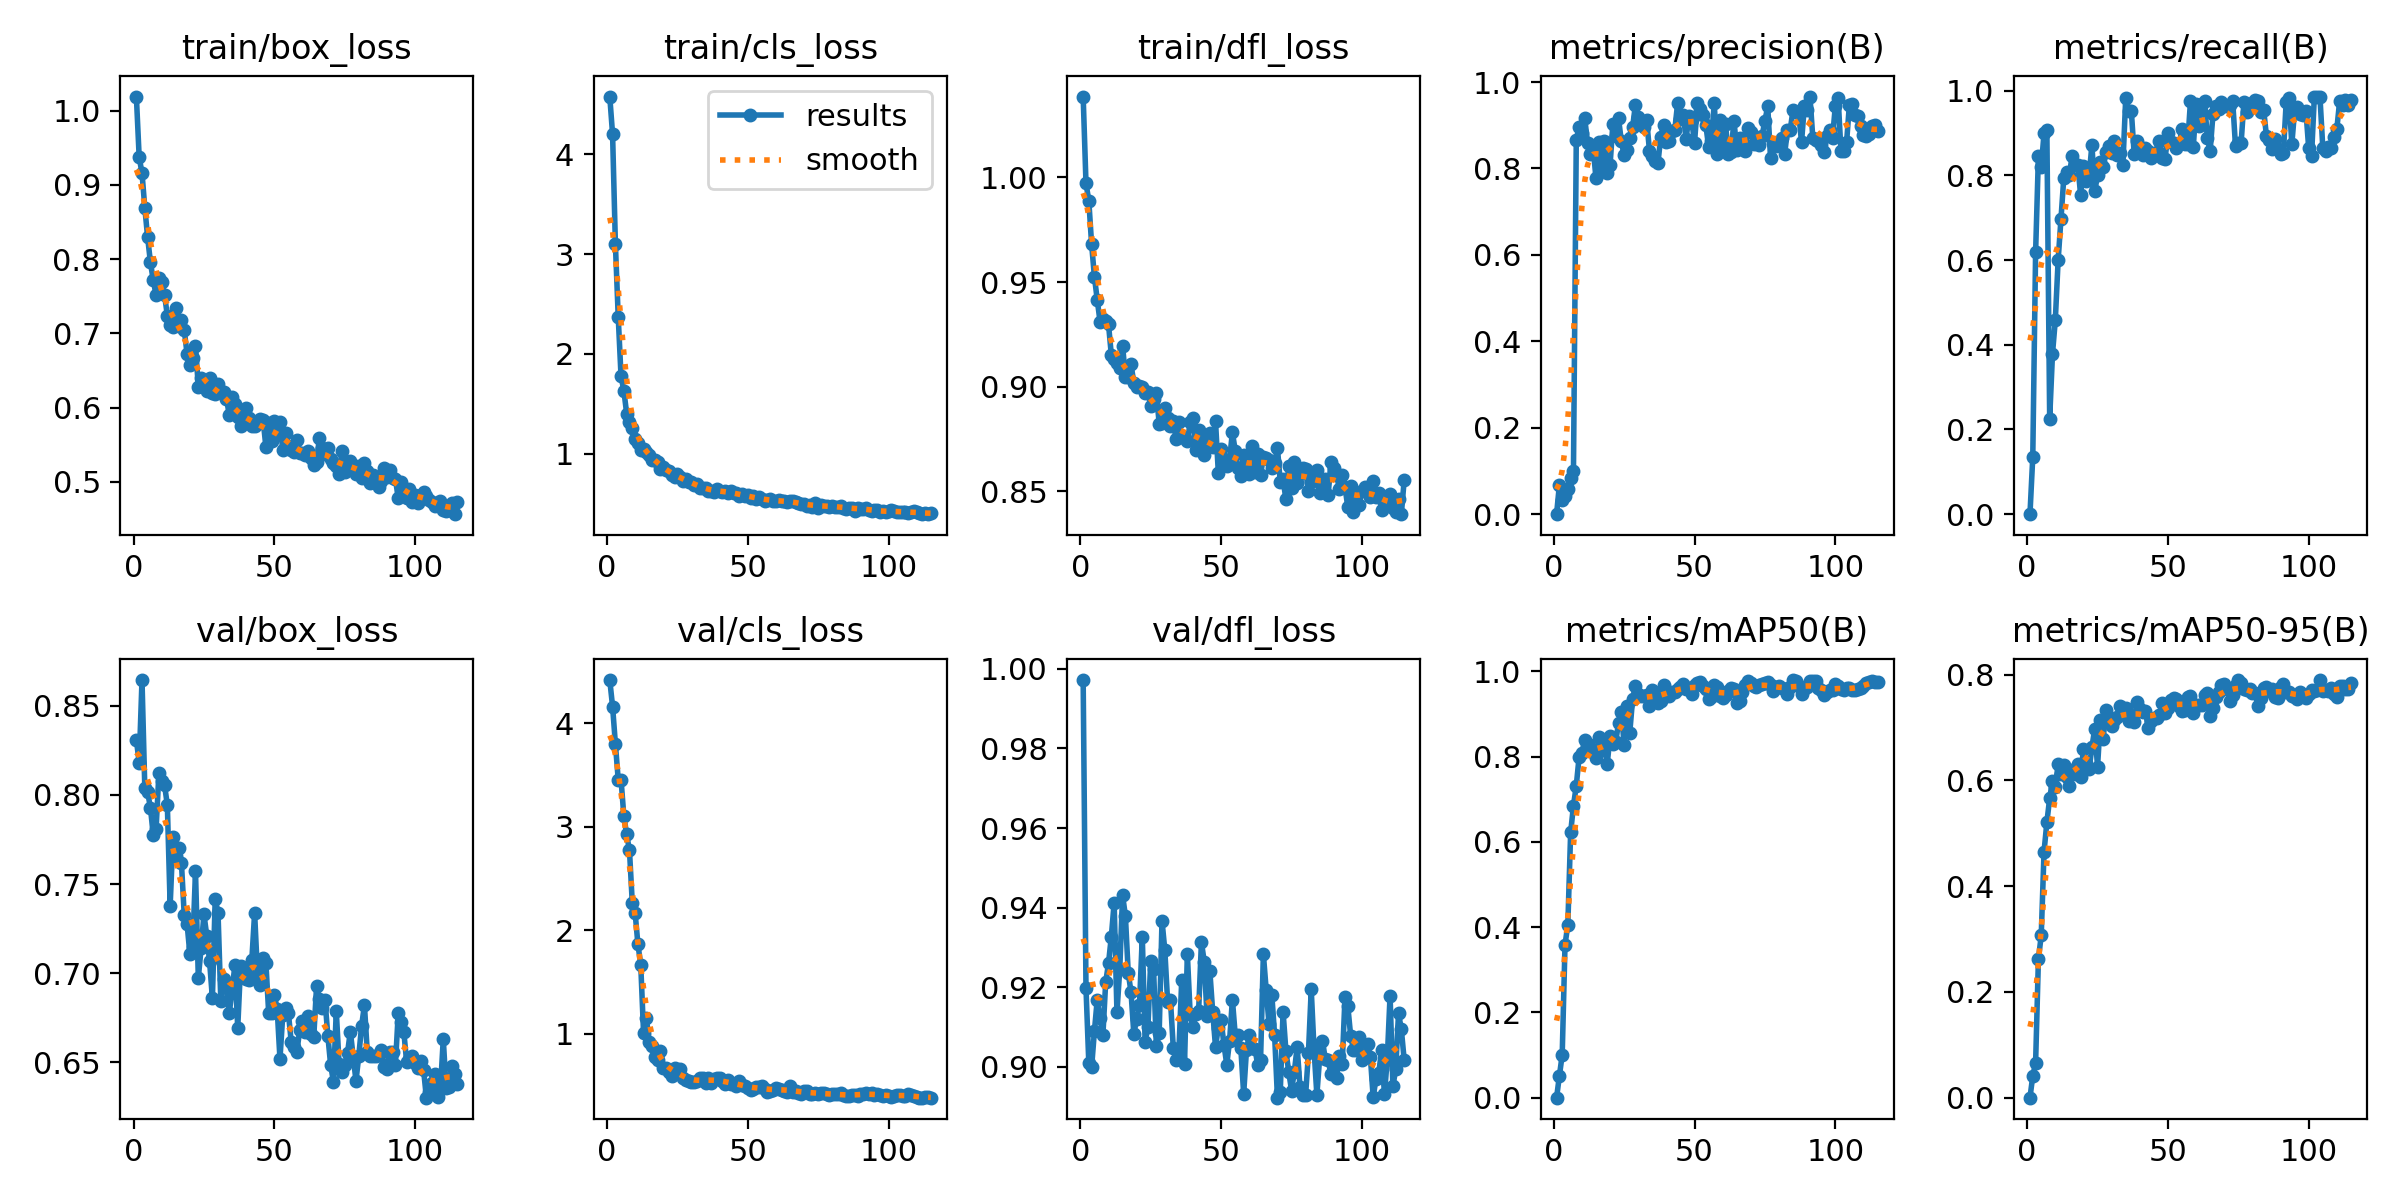 train/box_loss
1.0
0.9
0.8
0.7
0.6
0.5
0 50 100
train/cls_loss
results
smooth
4
3
2
1
0 50 100
train/dfl_loss
1.00
0.95
0.90
0.85
0 50 100
metrics/precision(B)
1.0
0.8
0.6
0.4
0.2
0.0
0 50 100
metrics/recall(B)
1.0
0.8
0.6
0.4
0.2
0.0
0 50 100
val/box_loss
0.85
0.80
0.75
0.70
0.65
0 50 100
val/cls_loss
4
3
2
1
0 50 100
val/dfl_loss
1.00
0.98
0.96
0.94
0.92
0.90
0 50 100
metrics/mAP50(B)
1.0
0.8
0.6
0.4
0.2
0.0
0 50 100
metrics/mAP50-95(B)
0.8
0.6
0.4
0.2
0.0
0 50 100